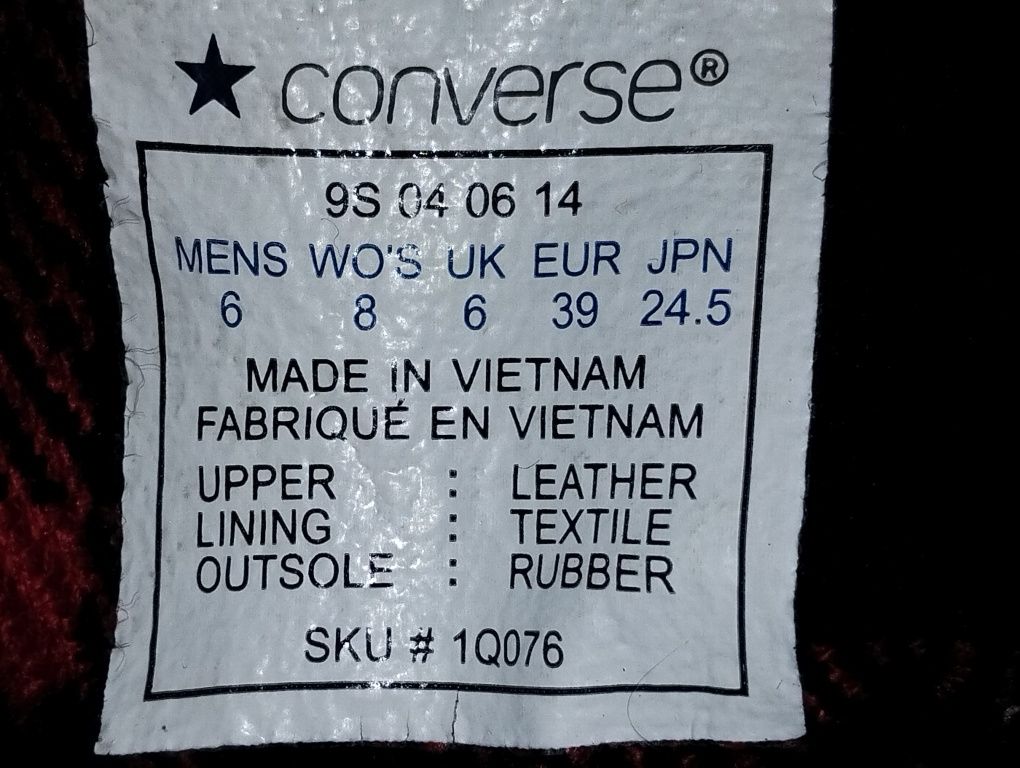 ★ converse®
9S 04 06 14
MENS WO'S UK EUR JPN
6 8 6 39 24.5
MADE IN VIETNAM
FABRIQUÉ EN VIETNAM
UPPER : LEATHER
LINING : TEXTILE
OUTSOLE : RUBBER
SKU # 1Q076